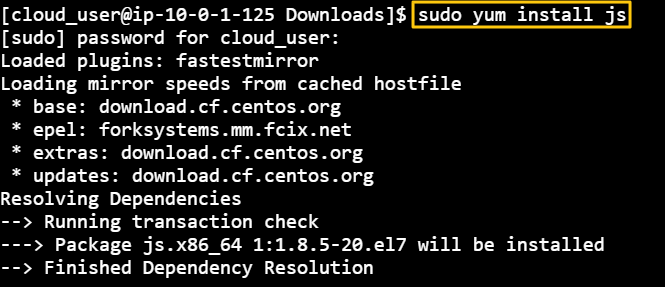 [cloud_user@ip-10-0-1-125 Downloads]$ sudo yum install js
[sudo] password for cloud_user:
Loaded plugins: fastestmirror
Loading mirror speeds from cached hostfile
 * base: download.cf.centos.org
 * epel: forksystems.mm.fcix.net
 * extras: download.cf.centos.org
 * updates: download.cf.centos.org
Resolving Dependencies
--> Running transaction check
---> Package js.x86_64 1:1.8.5-20.el7 will be installed
--> Finished Dependency Resolution